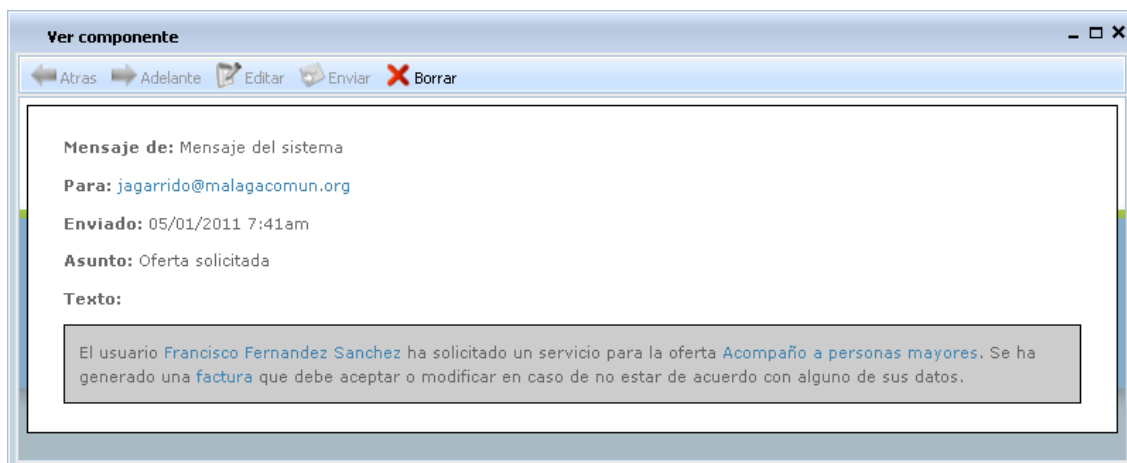 Ver componente
Atras Adelante Editar Enviar Borrar
Mensaje de: Mensaje del sistema
Para: jagarrido@malagacomun.org
Enviado: 05/01/2011 7:41am
Asunto: Oferta solicitada
Texto:
El usuario Francisco Fernandez Sanchez ha solicitado un servicio para la oferta Acompaño a personas mayores. Se ha
generado una factura que debe aceptar o modificar en caso de no estar de acuerdo con alguno de sus datos.